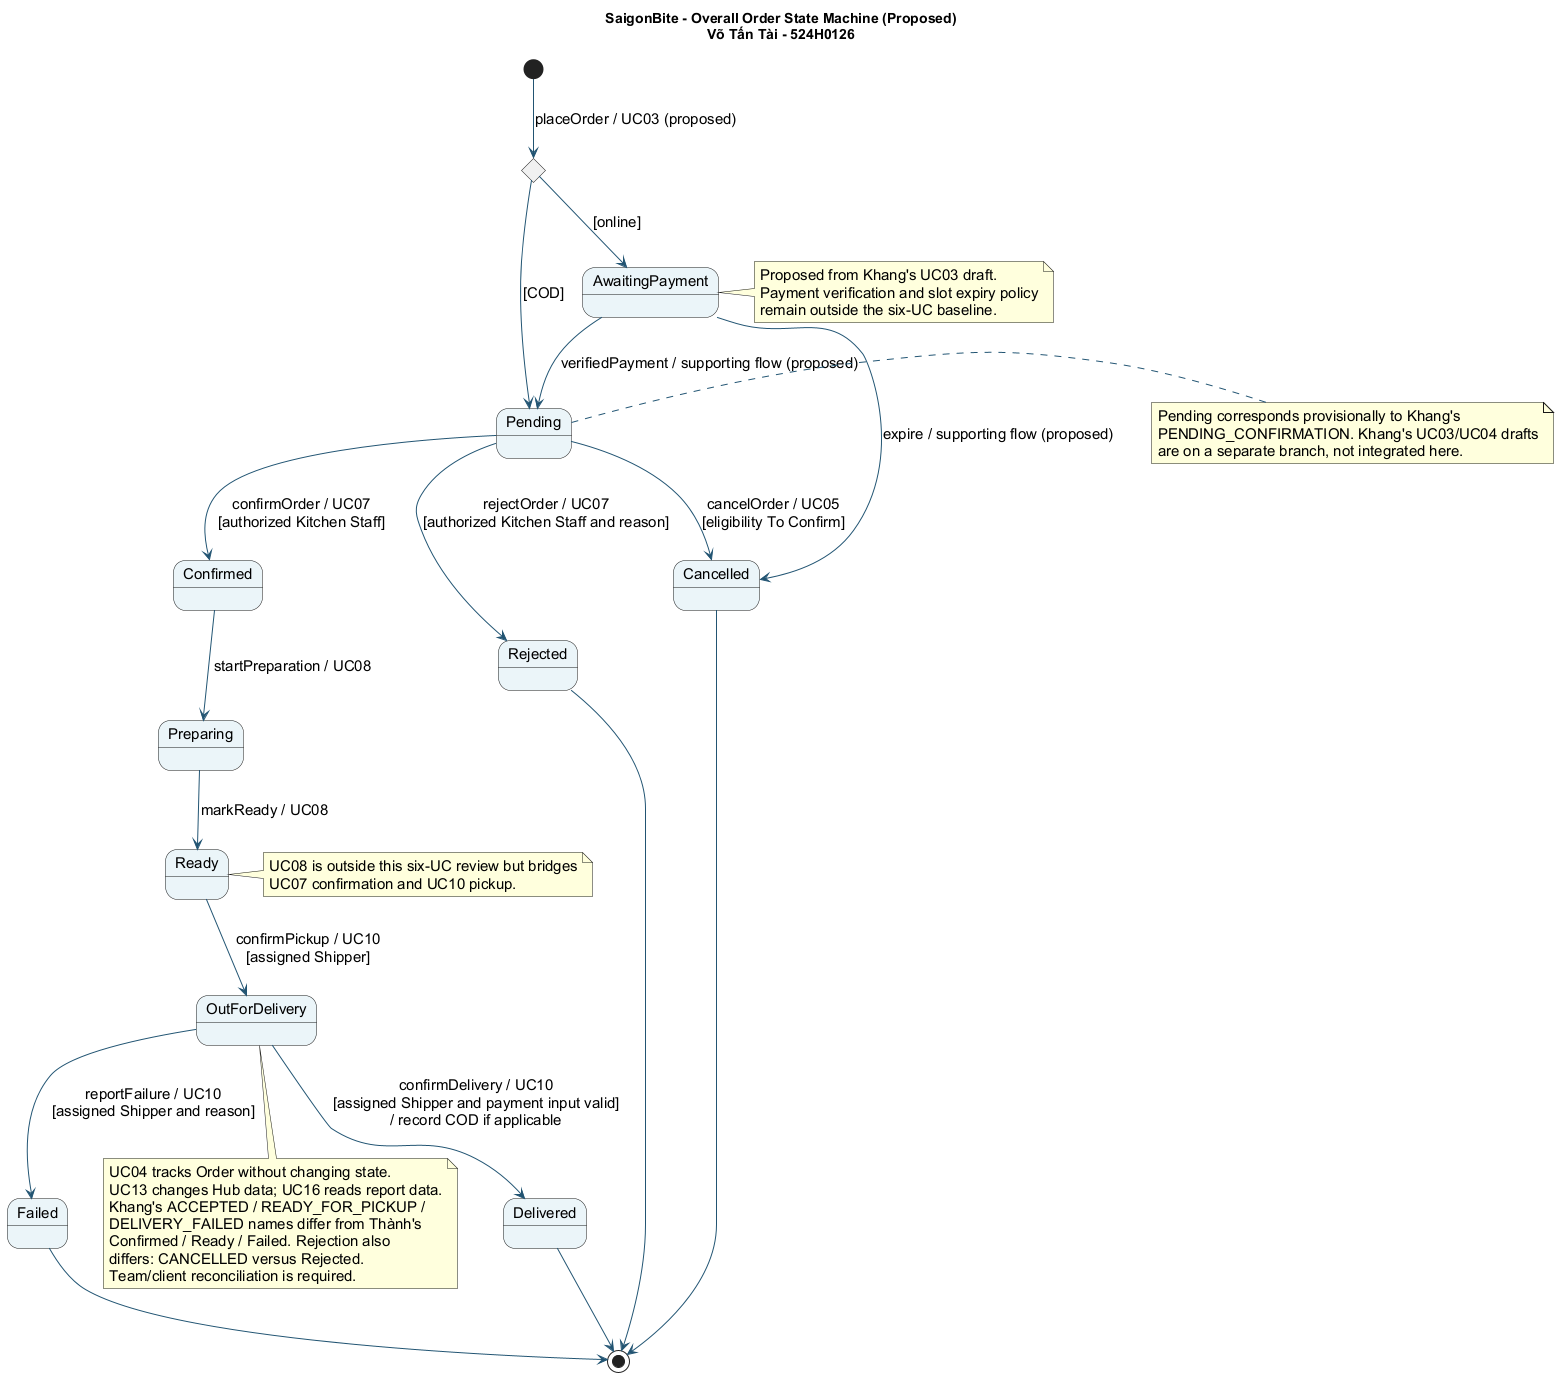 SaigonBite - Overall Order State Machine (Proposed)
Võ Tấn Tài - 524H0126
placeOrder / UC03 (proposed)
[online]
[COD]
AwaitingPayment
Proposed from Khang's UC03 draft.
Payment verification and slot expiry policy
remain outside the six-UC baseline.
verifiedPayment / supporting flow (proposed)
Pending
Pending corresponds provisionally to Khang's
PENDING_CONFIRMATION. Khang's UC03/UC04 drafts
are on a separate branch, not integrated here.
expire / supporting flow (proposed)
confirmOrder / UC07
[authorized Kitchen Staff]
rejectOrder / UC07
[authorized Kitchen Staff and reason]
cancelOrder / UC05
[eligibility To Confirm]
Confirmed
Cancelled
startPreparation / UC08
Rejected
Preparing
markReady / UC08
Ready
UC08 is outside this six-UC review but bridges
UC07 confirmation and UC10 pickup.
confirmPickup / UC10
[assigned Shipper]
OutForDelivery
reportFailure / UC10
[assigned Shipper and reason]
confirmDelivery / UC10
[assigned Shipper and payment input valid]
/ record COD if applicable
UC04 tracks Order without changing state.
UC13 changes Hub data; UC16 reads report data.
Khang's ACCEPTED / READY_FOR_PICKUP /
DELIVERY_FAILED names differ from Thành's
Confirmed / Ready / Failed. Rejection also
differs: CANCELLED versus Rejected.
Team/client reconciliation is required.
Failed
Delivered